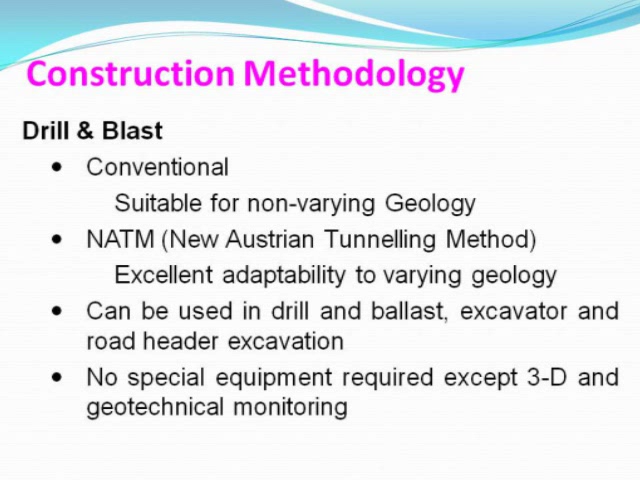 Construction Methodology
Drill & Blast
• Conventional
Suitable for non-varying Geology
• NATM (New Austrian Tunnelling Method)
Excellent adaptability to varying geology
• Can be used in drill and ballast, excavator and
road header excavation
• No special equipment required except 3-D and
geotechnical monitoring